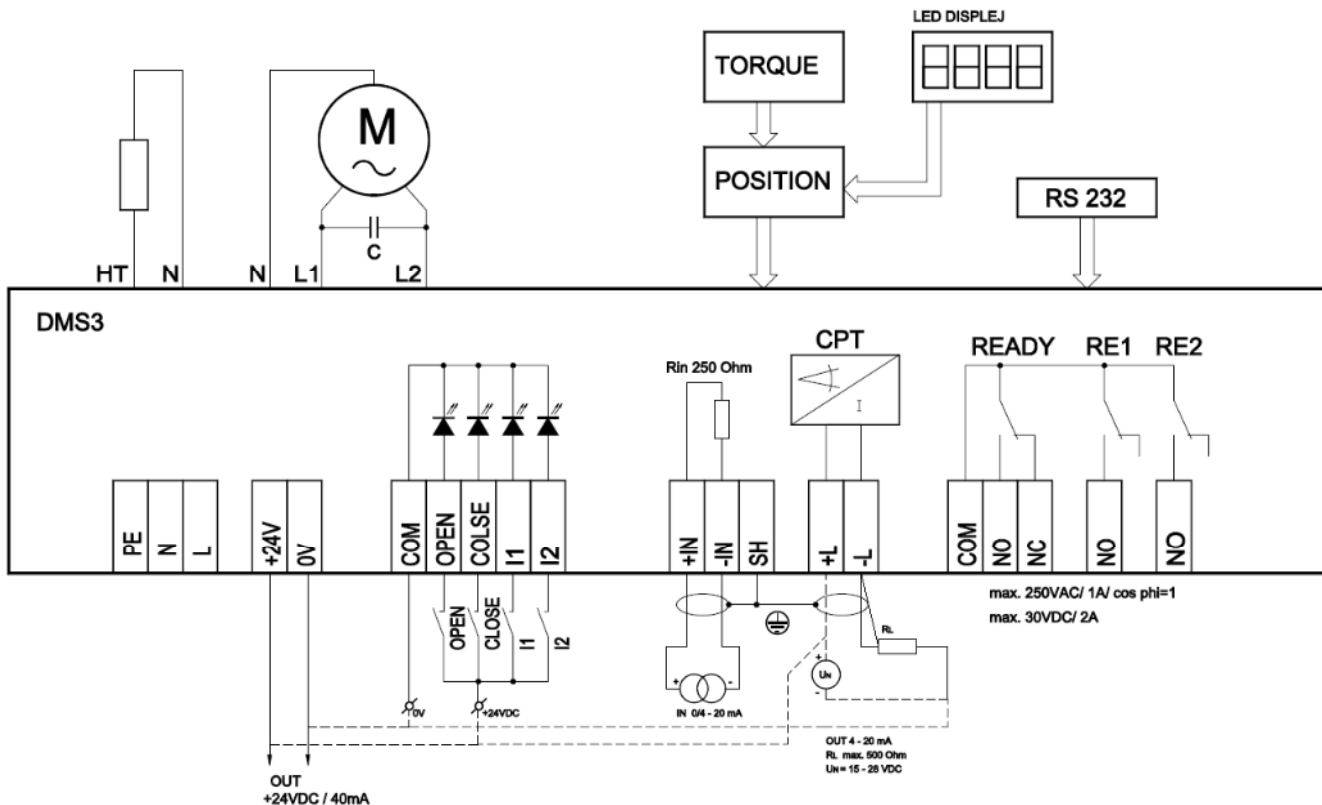 LED DISPLEJ
TORQUE
M
POSITION
RS 232
C
HT
N
N
L1
L2
DMS3
CPT
READY
RE1
RE2
Rin 250 Ohm
I
PE
N
L
+24V
0V
COM
OPEN
COLSE
I1
I2
+IN
-IN
SH
+L
-L
COM
NO
NC
NO
NO
max. 250VAC/ 1A/ cos phi=1
max. 30VDC/ 2A
OPEN
CLOSE
I1
I2
RL
+
UN
-
+
-
0V
+24VDC
IN 0/4 - 20 mA
OUT 4 - 20 mA
RL max. 500 Ohm
UN = 15 - 28 VDC
OUT
+24VDC / 40mA